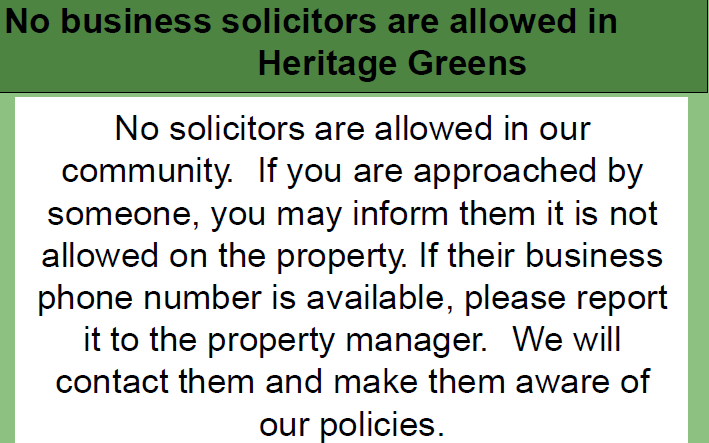 No business solicitors are allowed in
Heritage Greens
No solicitors are allowed in our
community.  If you are approached by
someone, you may inform them it is not
allowed on the property. If their business
phone number is available, please report
it to the property manager.  We will
contact them and make them aware of
our policies.